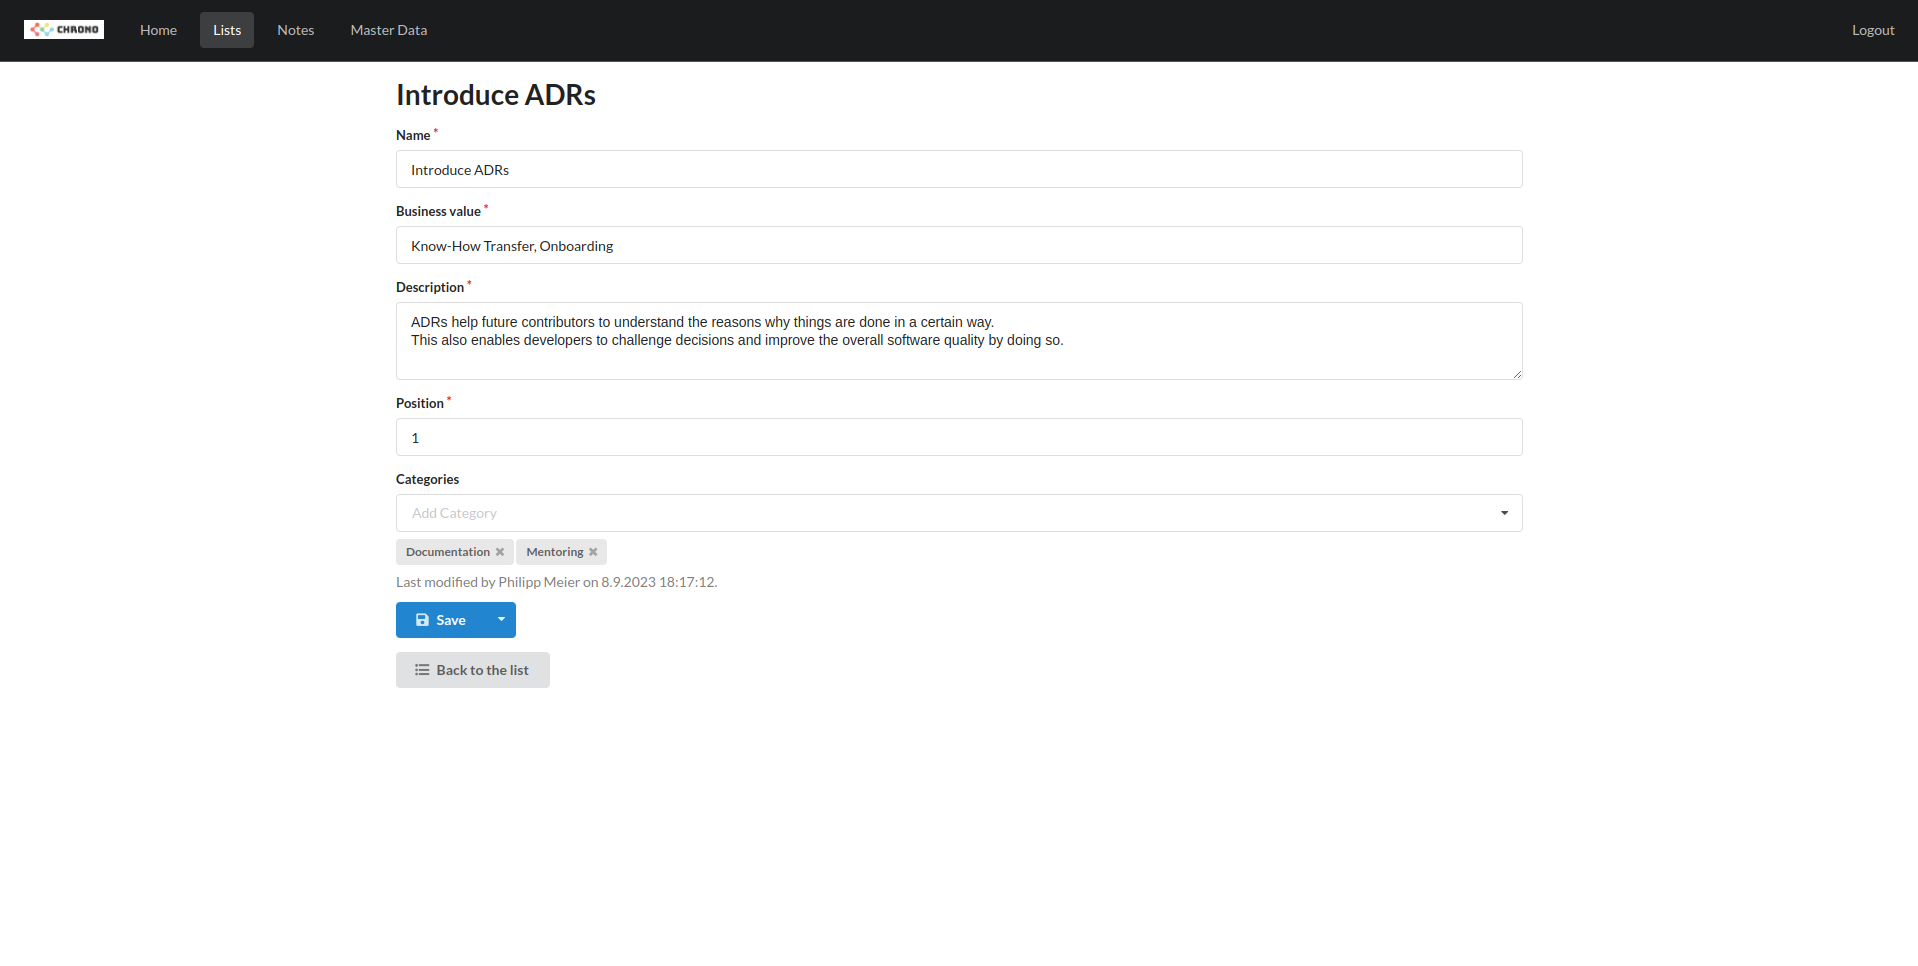 CHRONO
Home
Lists
Notes
Master Data
Logout
Introduce ADRs
Name *
Introduce ADRs
Business value *
Know-How Transfer, Onboarding
Description *
ADRs help future contributors to understand the reasons why things are done in a certain way.
This also enables developers to challenge decisions and improve the overall software quality by doing so.
Position *
1
Categories
Add Category
Documentation
Mentoring
Last modified by Philipp Meier on 8.9.2023 18:17:12.
Save
Back to the list